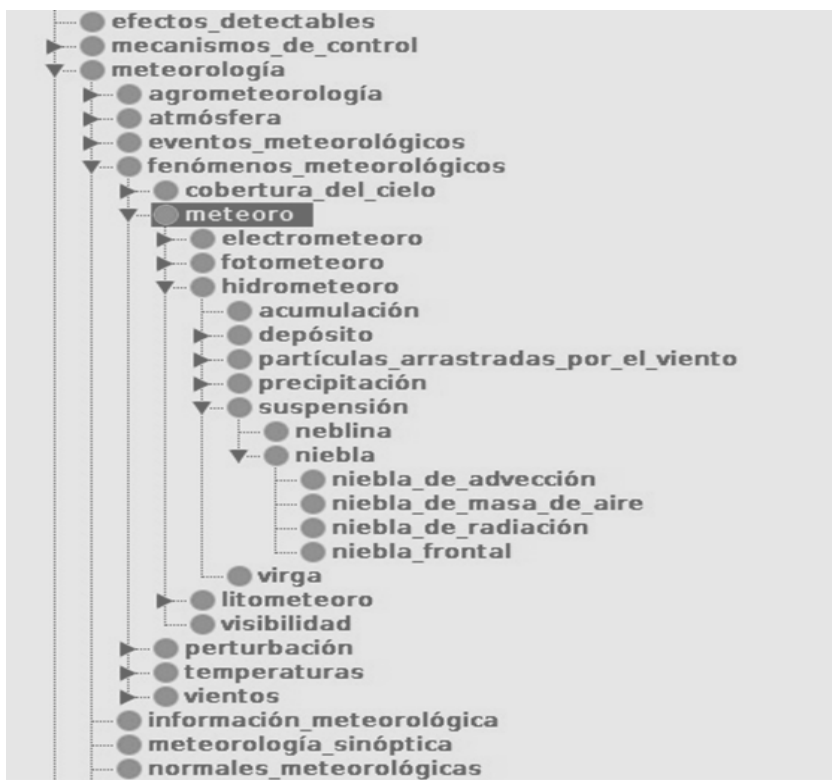 efectos_detectables
mecanismos_de_control
meteorología
agrometeorología
atmósfera
eventos_meteorológicos
fenómenos_meteorológicos
cobertura_del_cielo
meteoro
electrometeoro
fotometeoro
hidrometeoro
acumulación
depósito
partículas_arrastradas_por_el_viento
precipitación
suspensión
neblina
niebla
niebla_de_advección
niebla_de_masa_de_aire
niebla_de_radiación
niebla_frontal
virga
litometeoro
visibilidad
perturbación
temperaturas
vientos
información_meteorológica
meteorología_sinóptica
normales_meteorológicas